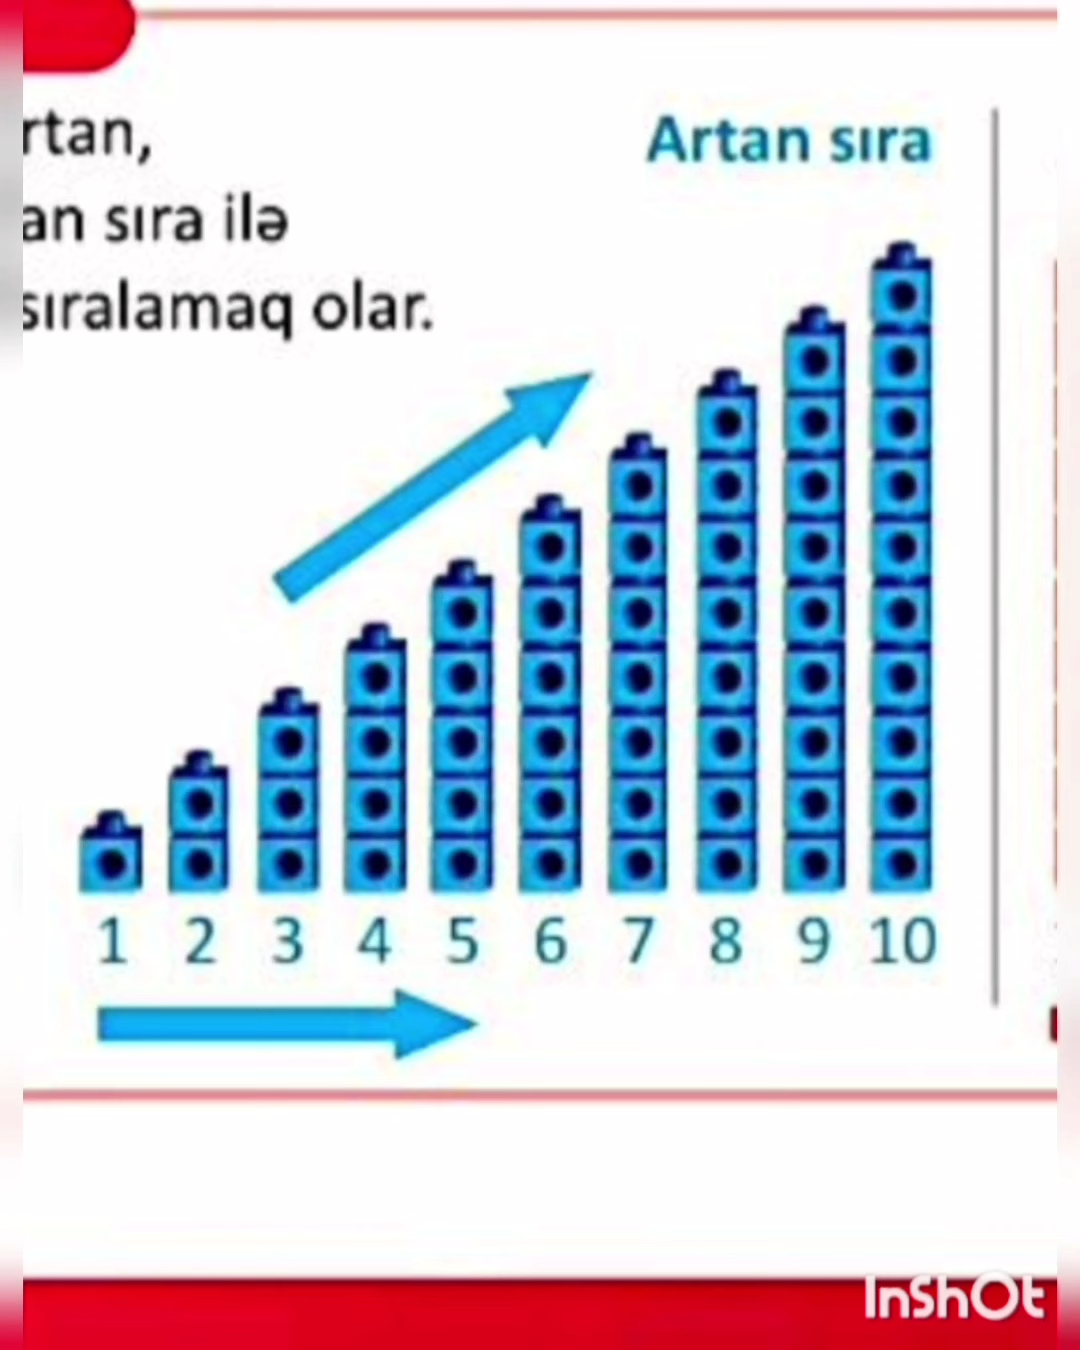 rtan,
an sıra ilə
sıralamaq olar.
Artan sıra
1 2 3 4 5 6 7 8 9 10
InShOt